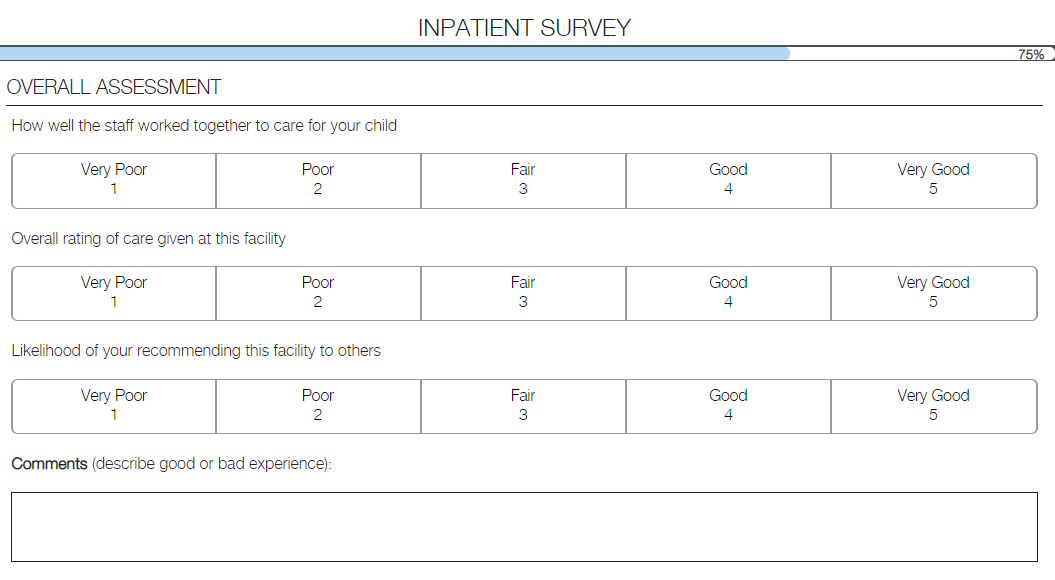 INPATIENT SURVEY
75%
OVERALL ASSESSMENT
How well the staff worked together to care for your child
Very Poor Poor Fair Good Very Good
1 2 3 4 5
Overall rating of care given at this facility
Very Poor Poor Fair Good Very Good
1 2 3 4 5
Likelihood of your recommending this facility to others
Very Poor Poor Fair Good Very Good
1 2 3 4 5
Comments (describe good or bad experience):